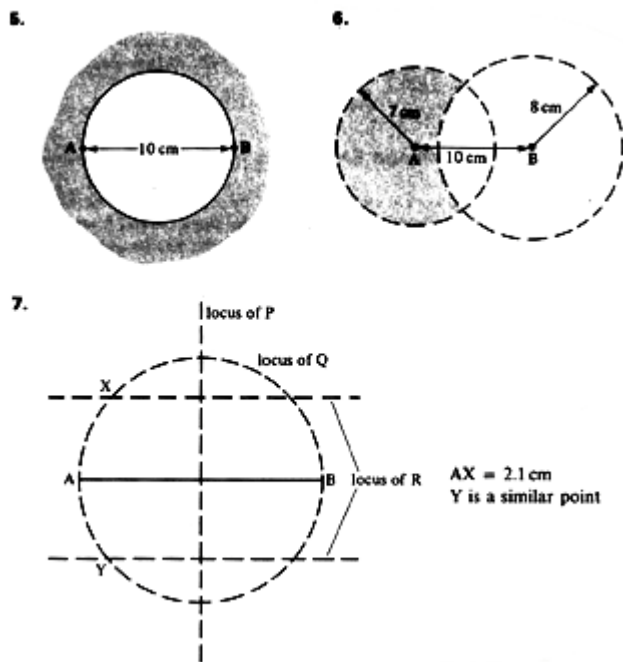 5.
A 10 cm B
6.
7 cm
8 cm
A 10 cm B
7.
locus of P
locus of Q
X
A B locus of R
AX = 2.1 cm
Y is a similar point
Y